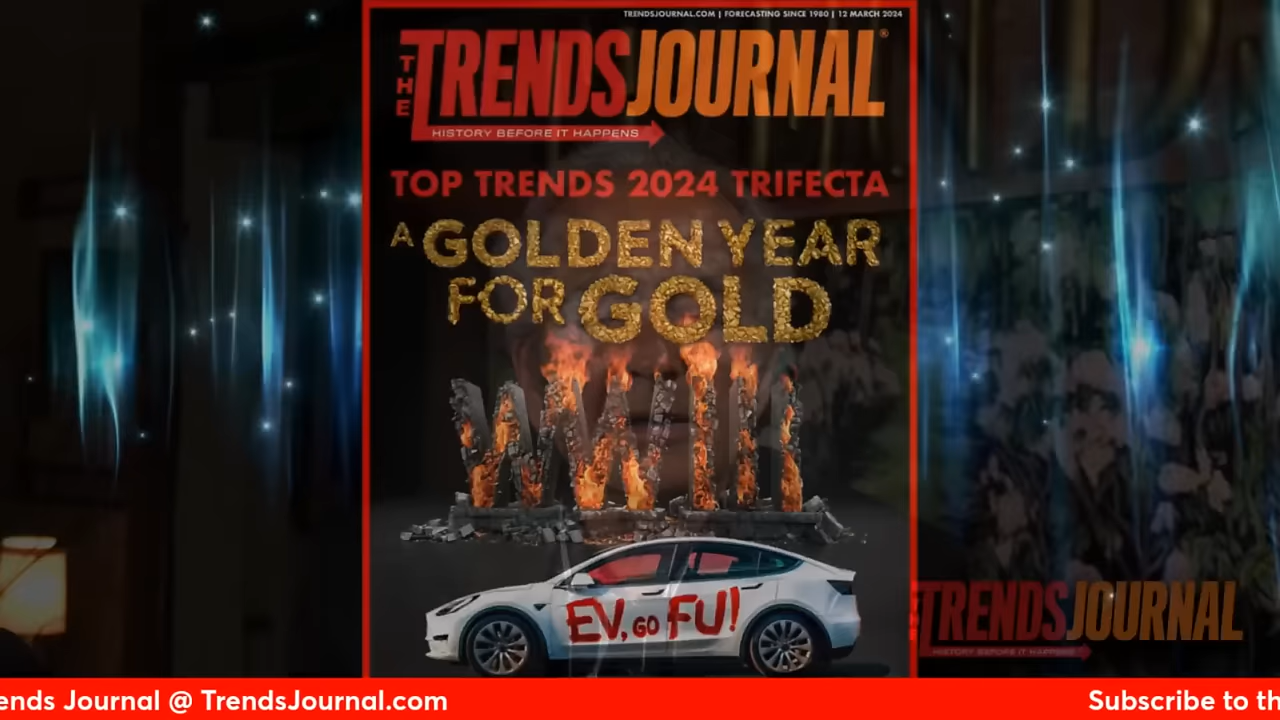 TRENDSJOURNAL.COM | FORECASTING SINCE 1980 | 12 MARCH 2024
THE TRENDSJOURNAL®
HISTORY BEFORE IT HAPPENS
TOP TRENDS 2024 TRIFECTA
A GOLDEN YEAR
FOR GOLD
WWIII
EV, GO FU!
TRENDSJOURNAL
HISTORY BEFORE IT HAPPENS
ends Journal @ TrendsJournal.com Subscribe to th